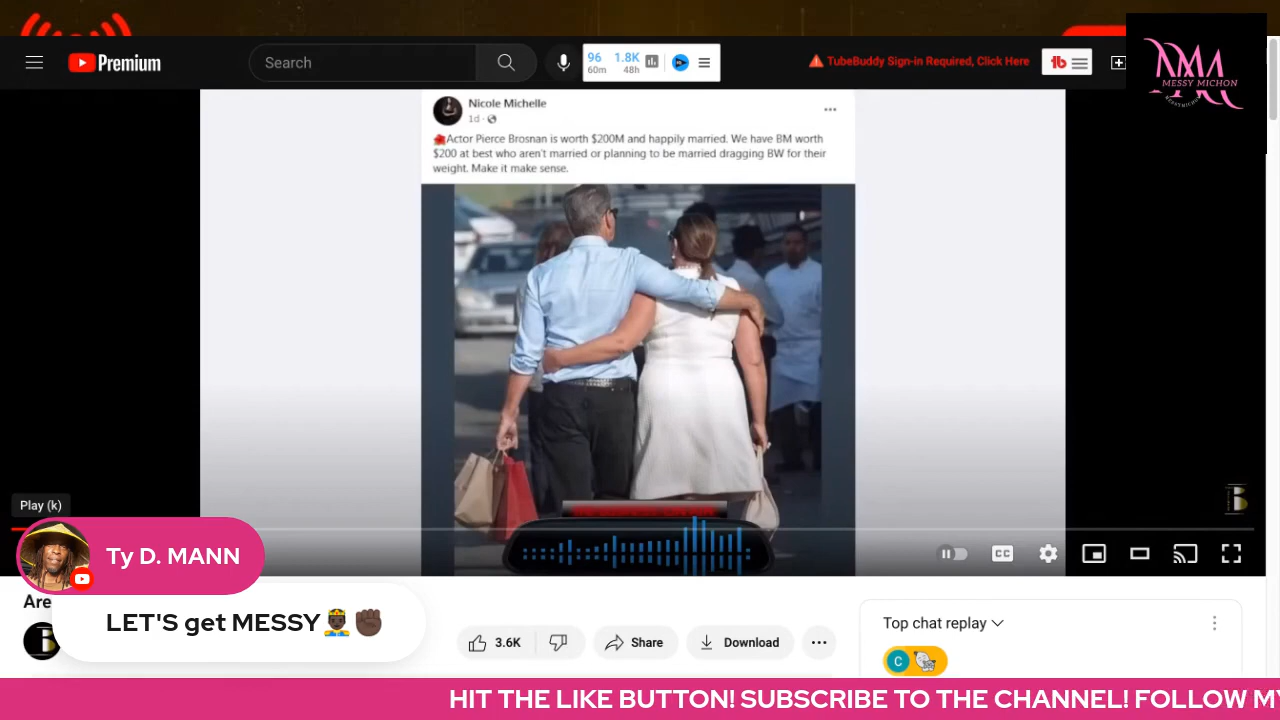 Premium
Search
96
60m
1.8K
48h
TubeBuddy Sign-in Required, Click Here
tb
MESSY MICHON
Nicole Michelle
1d
Actor Pierce Brosnan is worth $200M and happily married. We have BM worth
$200 at best who aren't married or planning to be married dragging BW for their
weight. Make it make sense.
Play (k)
CC
Ty D. MANN
LET'S get MESSY
Are
3.6K
Share
Download
Top chat replay
C
HIT THE LIKE BUTTON! SUBSCRIBE TO THE CHANNEL! FOLLOW MY